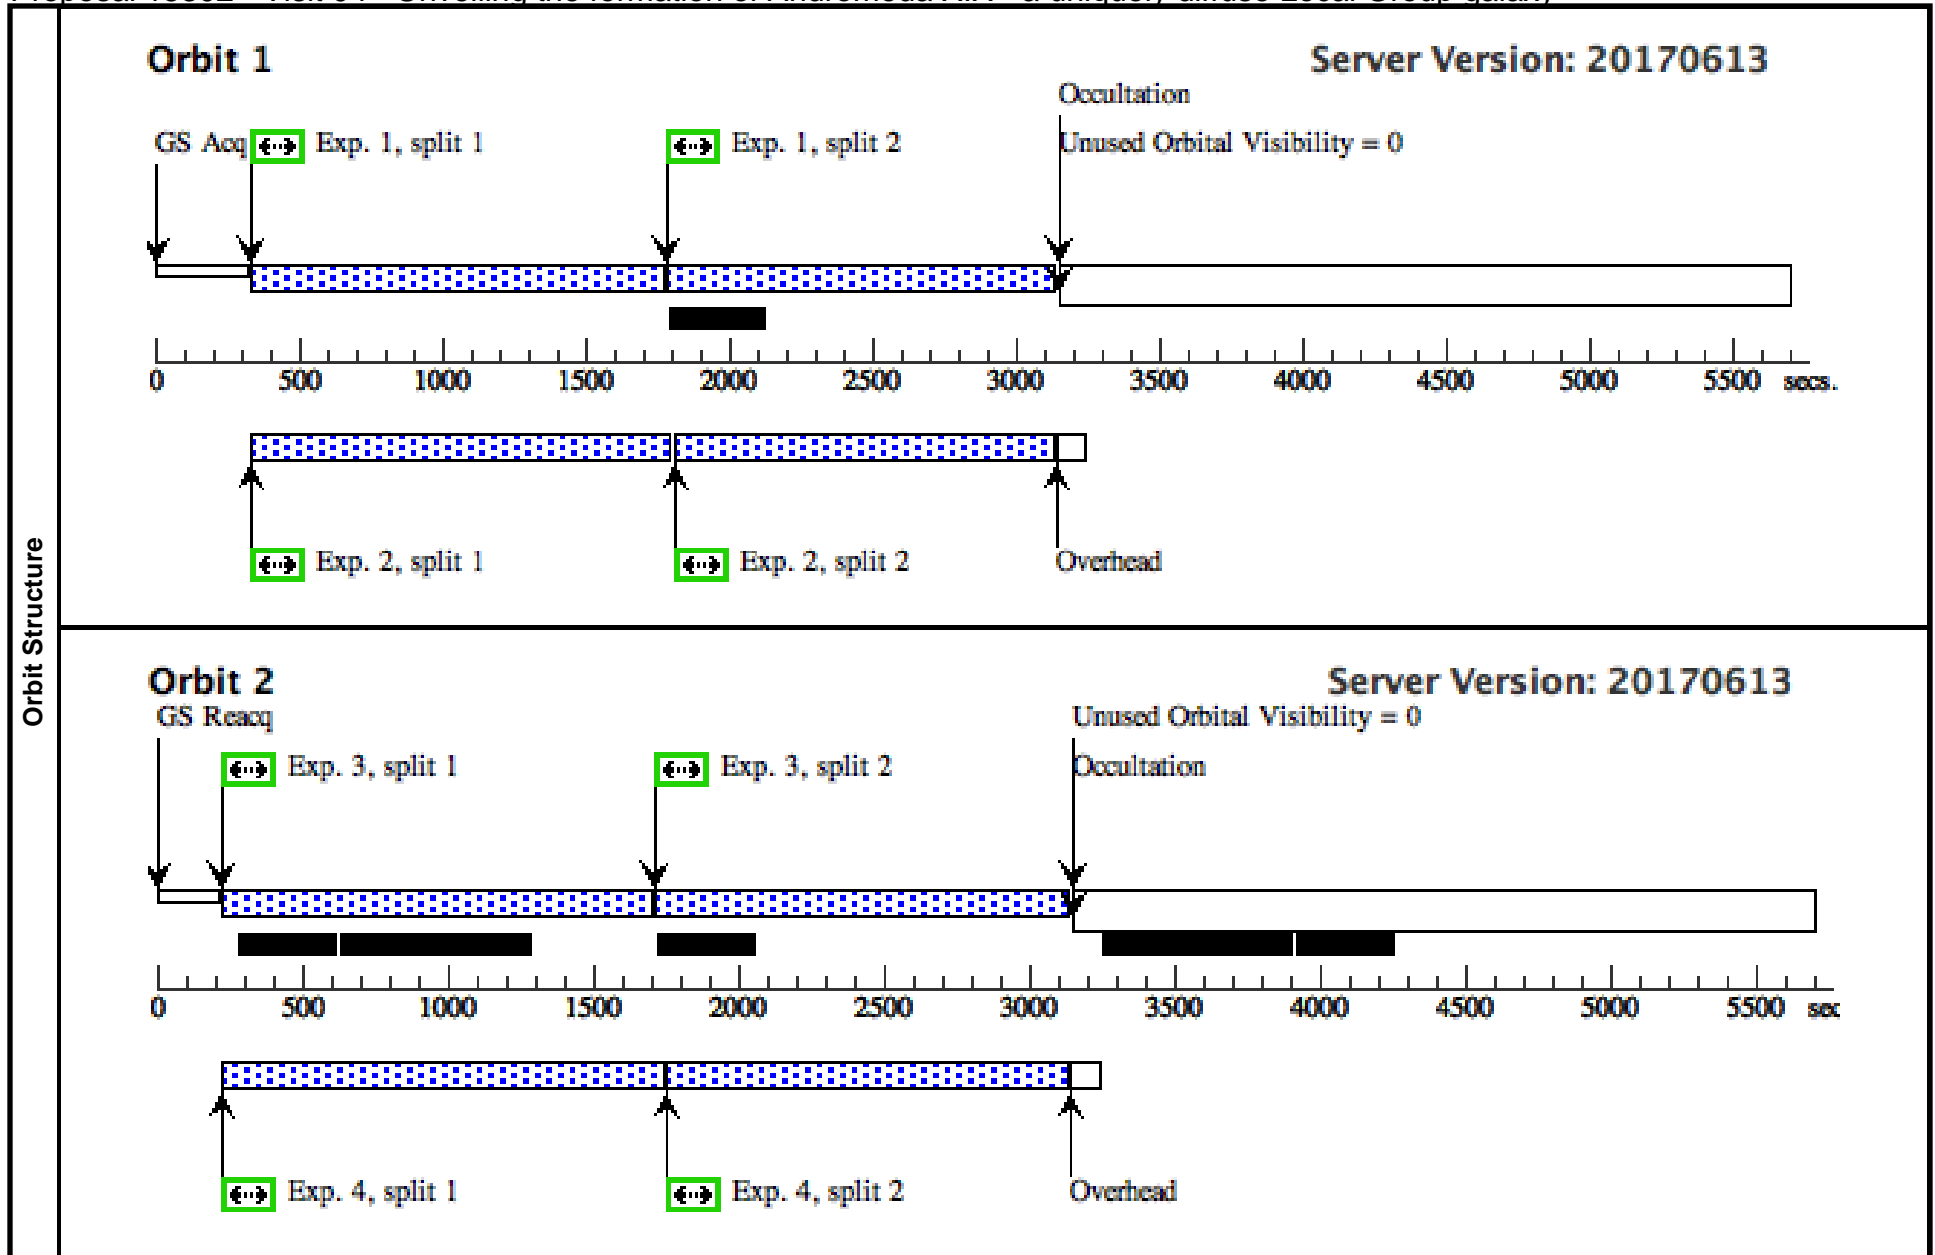 Orbit 1
Server Version: 20170613
Occultation
GS Acq
Exp. 1, split 1
Exp. 1, split 2
Unused Orbital Visibility = 0
0 500 1000 1500 2000 2500 3000 3500 4000 4500 5000 5500 secs.
Exp. 2, split 1
Exp. 2, split 2
Overhead
Orbit Structure
Orbit 2
Server Version: 20170613
GS Reacq
Unused Orbital Visibility = 0
Exp. 3, split 1
Exp. 3, split 2
Occultation
0 500 1000 1500 2000 2500 3000 3500 4000 4500 5000 5500 sec
Exp. 4, split 1
Exp. 4, split 2
Overhead